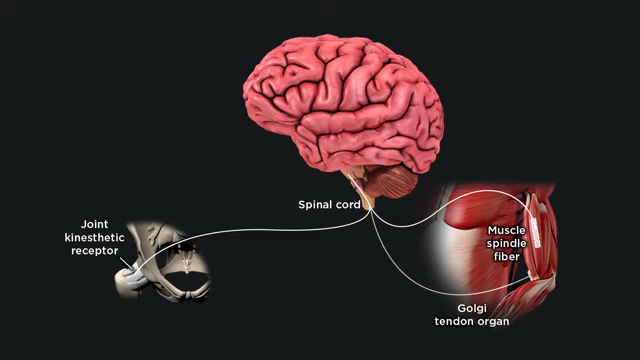 Spinal cord
Joint
kinesthetic
receptor
Muscle
spindle
fiber
Golgi
tendon organ